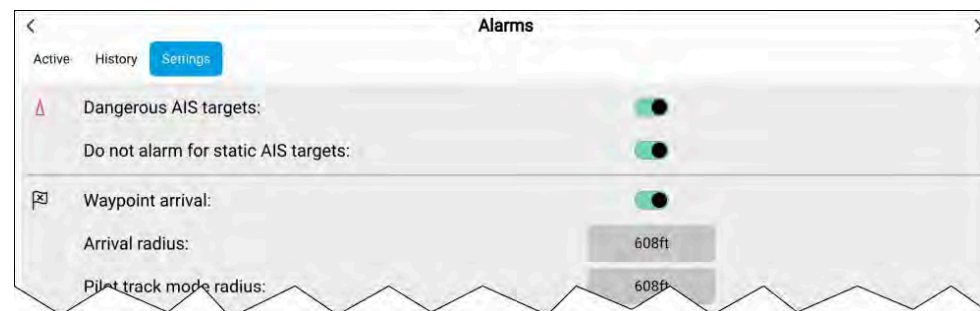 Alarms
Active History Settings
Dangerous AIS targets:
Do not alarm for static AIS targets:
Waypoint arrival:
Arrival radius: 608ft
Pilot track mode radius: 608ft